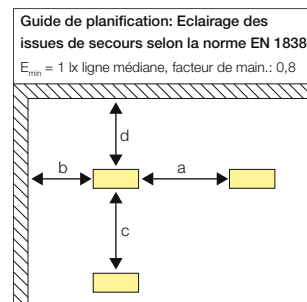 Guide de planification: Eclairage des
issues de secours selon la norme EN 1838
Emin = 1 lx ligne médiane, facteur de main.: 0,8
d
b
a
c